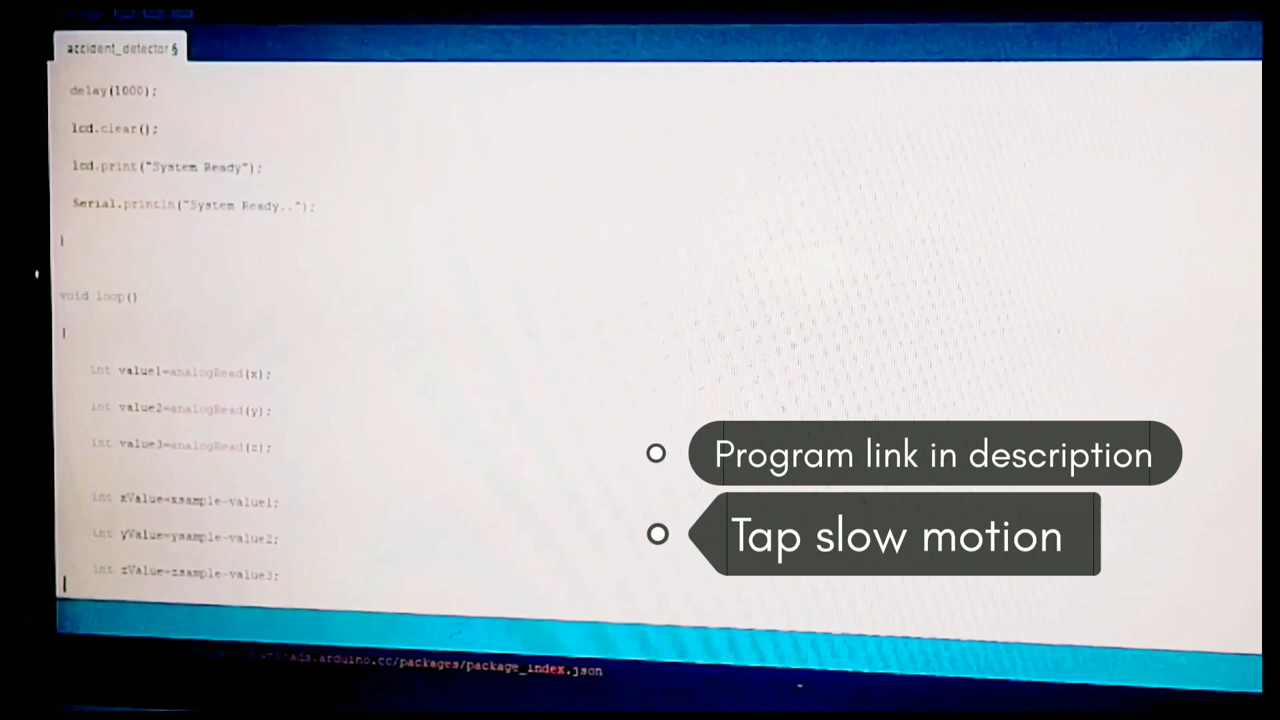 accident_detector §
delay(1000);
lcd.clear();
lcd.print("System Ready");
Serial.println("System Ready..");
}
void loop()
{
int value1=analogRead(x);
int value2=analogRead(y);
int value3=analogRead(z);
int xValue=xsample-value1;
int yValue=ysample-value2;
int zValue=zsample-value3;
Program link in description
Tap slow motion
.arduino.cc/packages/package_index.json